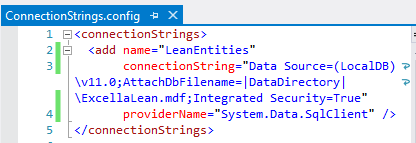 ConnectionStrings.config
1 <connectionStrings>
2 <add name="LeanEntities"
3 connectionString="Data Source=(LocalDB)
\v11.0;AttachDbFilename=|DataDirectory|
\ExcellaLean.mdf;Integrated Security=True"
4 providerName="System.Data.SqlClient" />
5 </connectionStrings>